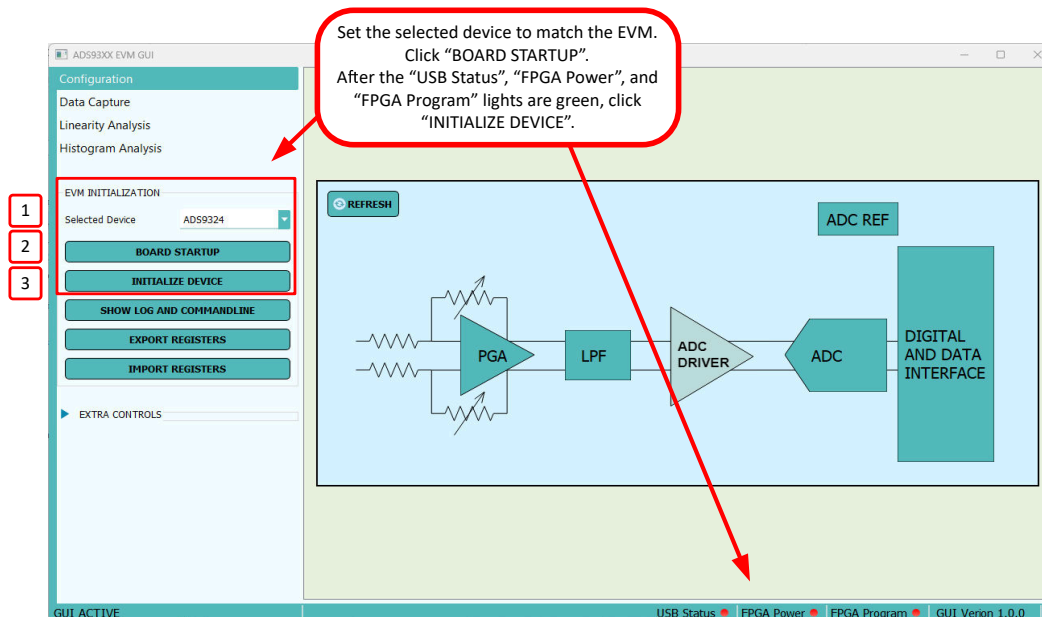 Set the selected device to match the EVM.
Click “BOARD STARTUP”.
After the “USB Status”, “FPGA Power”, and
“FPGA Program” lights are green, click
“INITIALIZE DEVICE”.
ADS93XX EVM GUI
Configuration
Data Capture
Linearity Analysis
Histogram Analysis
EVM INITIALIZATION
1
Selected Device ADS9324
2
BOARD STARTUP
3
INITIALIZE DEVICE
SHOW LOG AND COMMANDLINE
EXPORT REGISTERS
IMPORT REGISTERS
EXTRA CONTROLS
REFRESH
ADC REF
PGA
LPF
ADC
DRIVER
ADC
DIGITAL
AND DATA
INTERFACE
GUI ACTIVE
USB Status FPGA Power FPGA Program GUI Verion 1.0.0